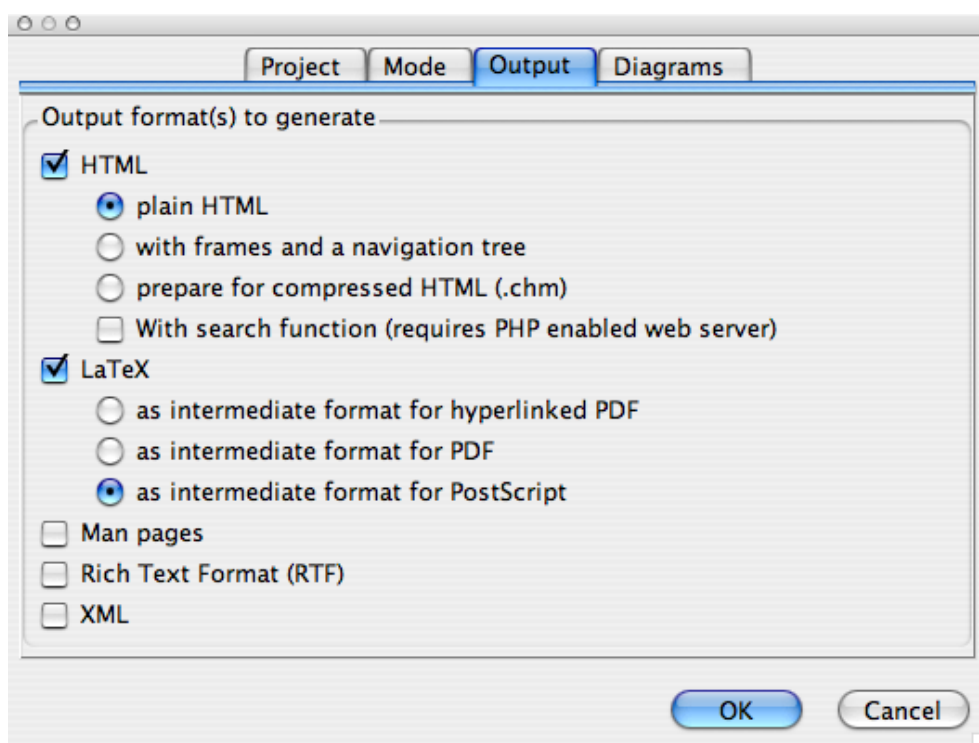 Project Mode Output Diagrams
Output format(s) to generate
HTML
plain HTML
with frames and a navigation tree
prepare for compressed HTML (.chm)
With search function (requires PHP enabled web server)
LaTeX
as intermediate format for hyperlinked PDF
as intermediate format for PDF
as intermediate format for PostScript
Man pages
Rich Text Format (RTF)
XML
OK Cancel